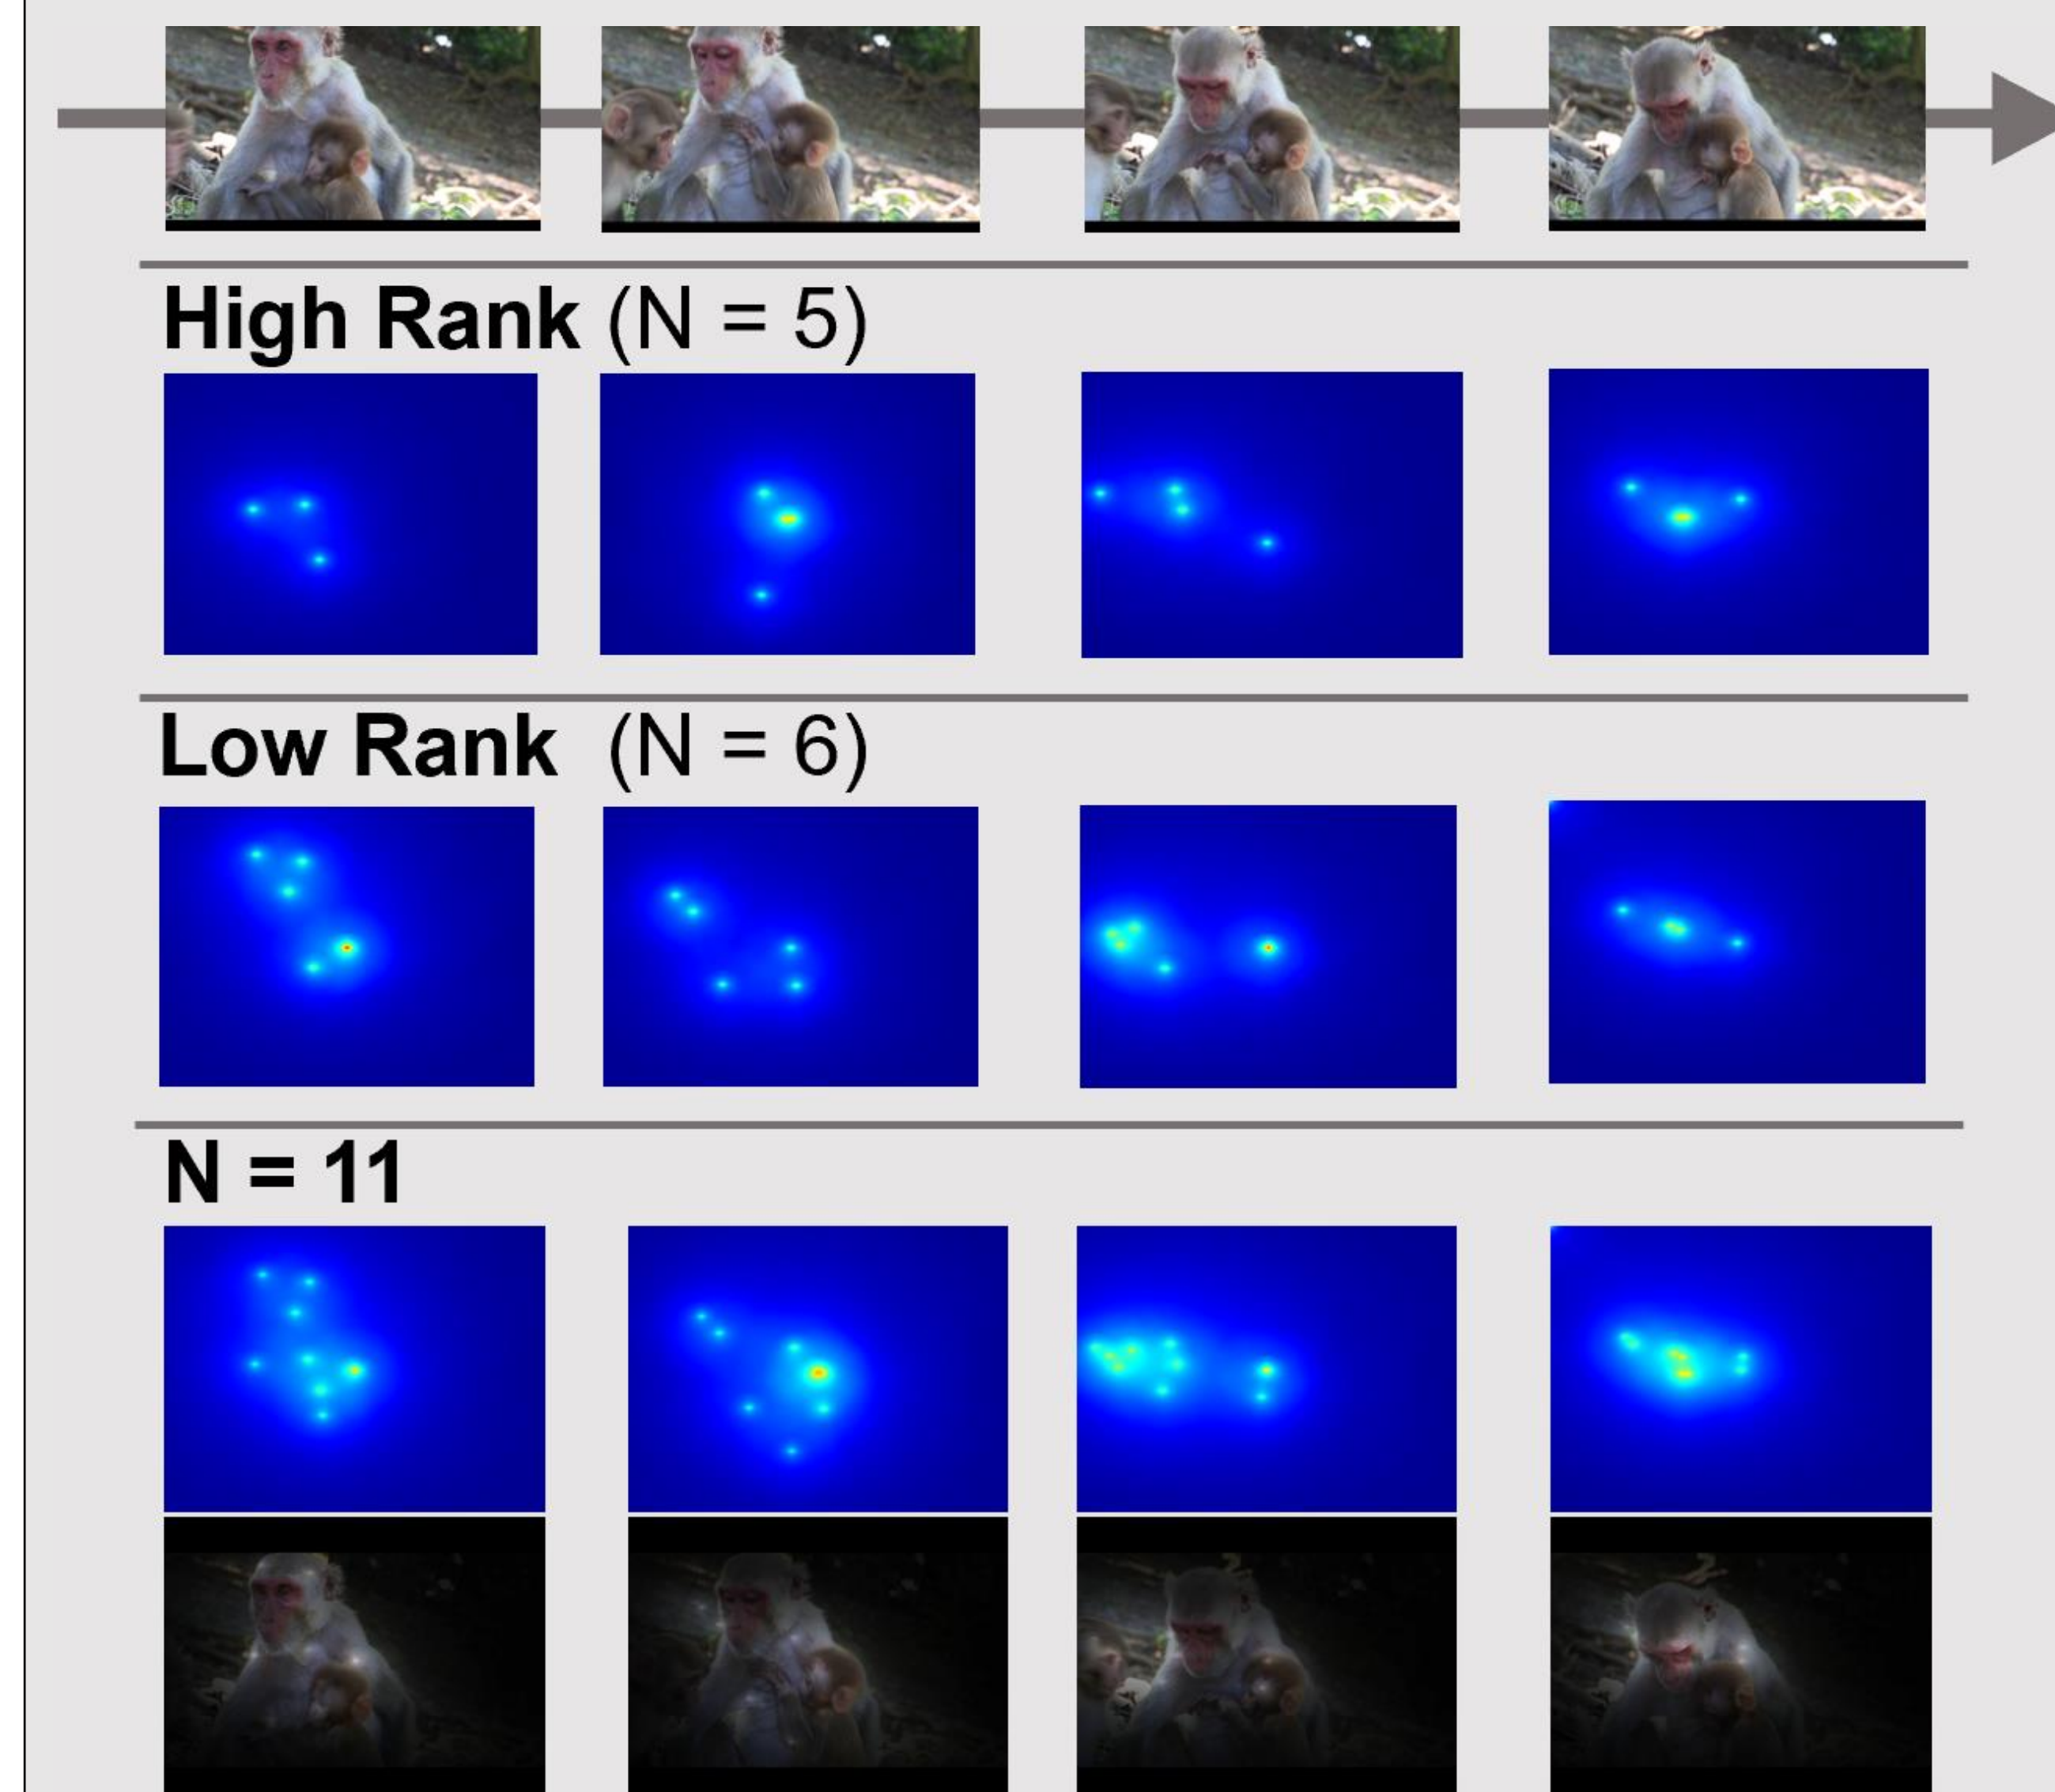 High Rank (N = 5)
Low Rank (N = 6)
N = 11